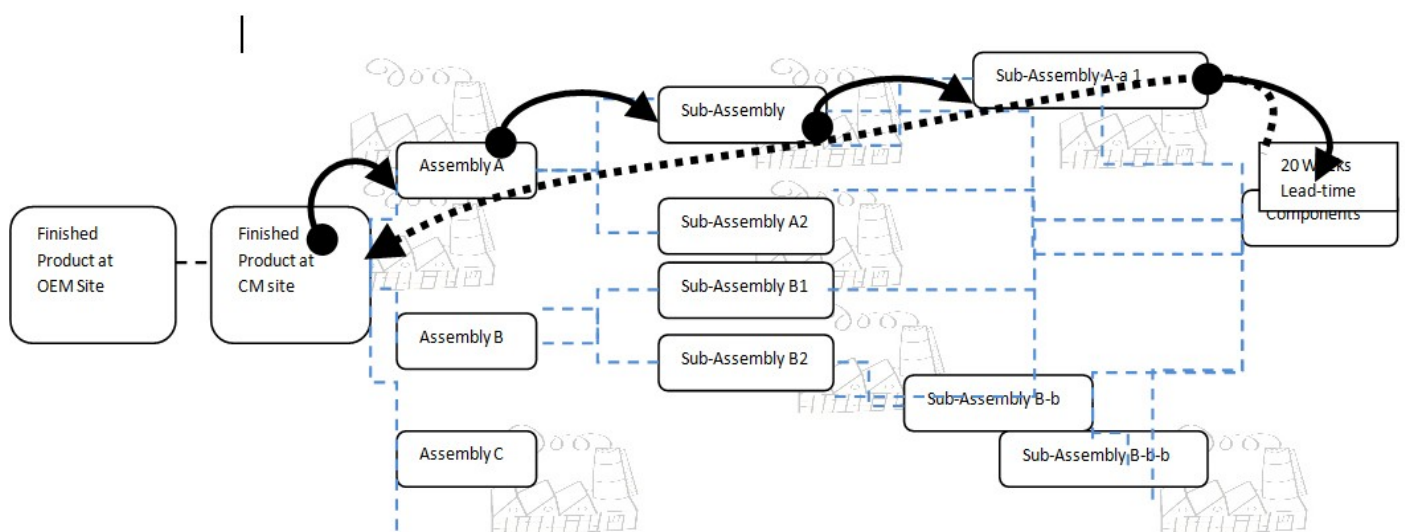 Sub-Assembly A-a 1
Sub-Assembly
Assembly A
20 Weeks
Lead-time
Components
Finished
Product at
OEM Site
Finished
Product at
CM site
Sub-Assembly A2
Sub-Assembly B1
Assembly B
Sub-Assembly B2
Sub-Assembly B-b
Assembly C
Sub-Assembly B-b-b